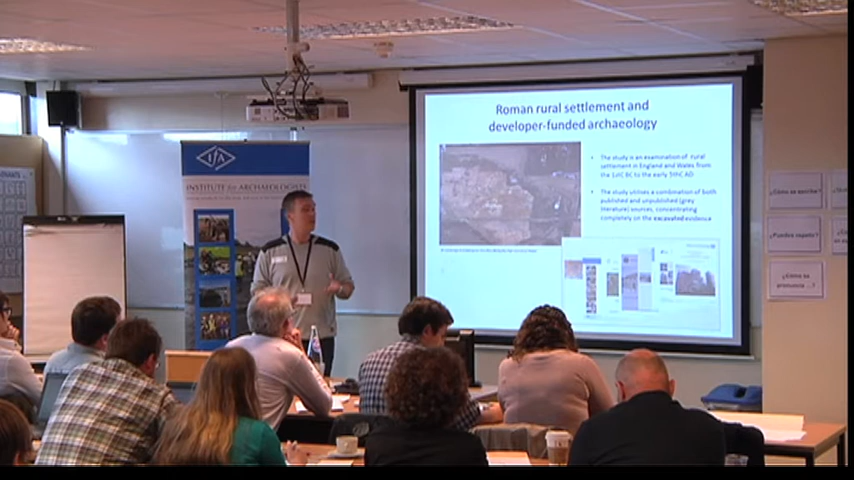 Roman rural settlement and
developer-funded archaeology
• The study is an examination of rural
settlement in England and Wales from
the 1stC BC to the early 5thC AD
• The study utilises a combination of both
published and unpublished (grey
literature) sources, concentrating
completely on the excavated evidence
IfA
INSTITUTE for ARCHAEOLOGISTS
¿Cómo se escribe?
¿Puedes repetir?
¿Cómo se
pronuncia ...?